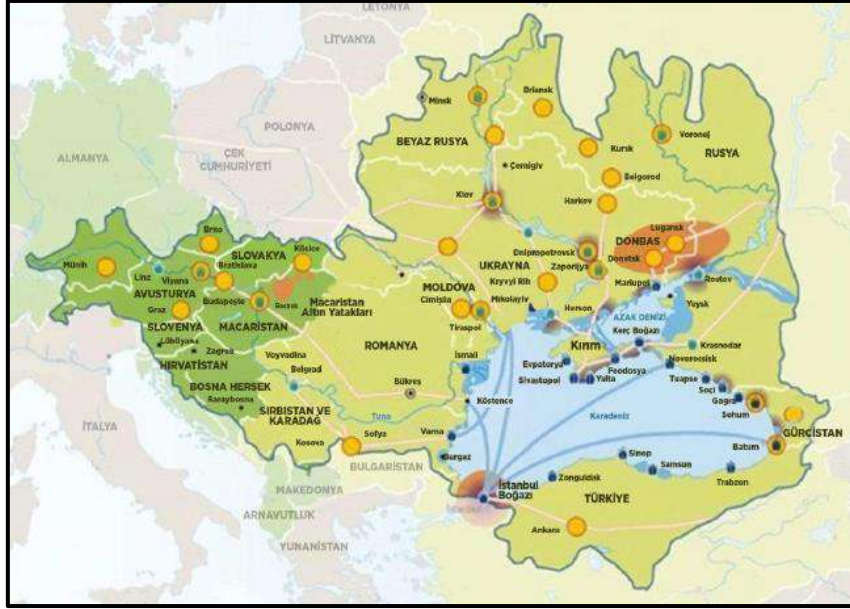 LETONYA
LİTVANYA
Minsk
Briansk
POLONYA
BEYAZ RUSYA
Voronej
ALMANYA
ÇEK
CUMHURİYETİ
Kursk
RUSYA
Çernigiv
Belgorod
Kiev
Harkov
Brno
SLOVAKYA
Kösice
Lugansk
DONBAS
Münih
Linz
Viyana
Bratislava
Dnipropetrovsk
Donetsk
UKRAYNA
Zaporijya
AVUSTURYA
Budapeşte
MOLDOVA
Kryvyi Rih
Mariupol
Rostov
Graz
Macaristan
Altın Yatakları
Cimişlia
Mikolayiv
SLOVENYA
MACARİSTAN
Yeysk
Lübliyana
Tiraspol
Herson
AZAK DENİZİ
Zagreb
Voyvodina
ROMANYA
Kırım
Kerç Boğazı
Krasnodar
HIRVATİSTAN
Belgrad
İsmail
Evpatorya
Feodosya
Novorossisk
BOSNA HERSEK
Bükreş
Sivastopol
Yalta
Tuapse
Soçi
Saraybosna
SIRBİSTAN VE
KARADAĞ
Tuna
Köstence
Karadeniz
Gagra
Sohum
Kosova
Sofya
Varna
GÜRCİSTAN
İTALYA
BULGARİSTAN
Burgaz
Sinop
Batum
MAKEDONYA
İstanbul
Boğazı
Zonguldak
Samsun
Trabzon
ARNAVUTLUK
TÜRKİYE
YUNANİSTAN
Ankara